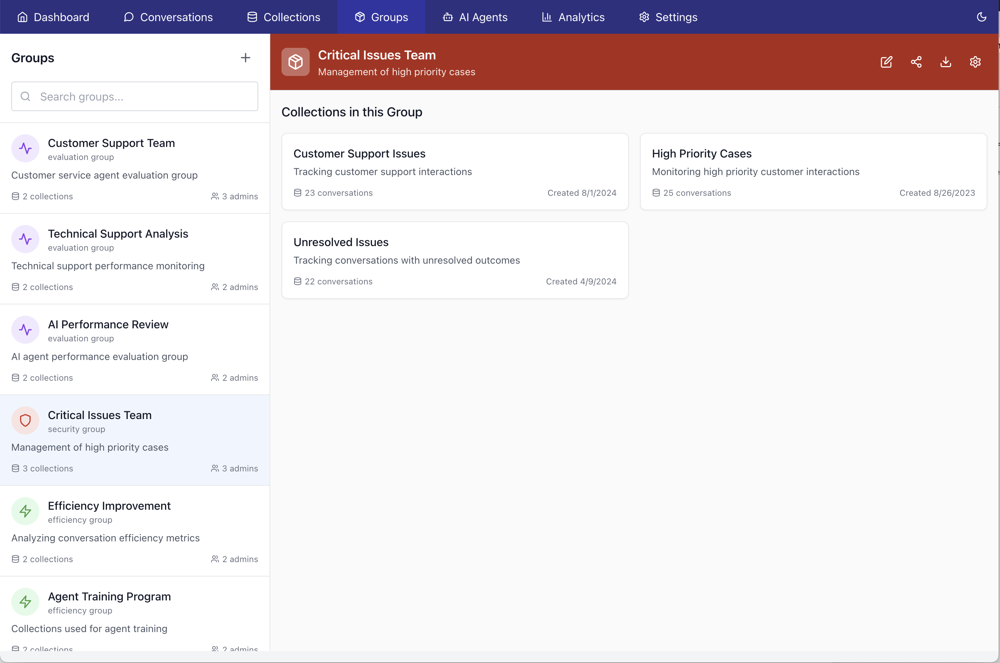 Dashboard
Conversations
Collections
Groups
AI Agents
Analytics
Settings
Groups
Search groups...
Customer Support Team
evaluation group
Customer service agent evaluation group
2 collections
3 admins
Technical Support Analysis
evaluation group
Technical support performance monitoring
2 collections
2 admins
AI Performance Review
evaluation group
AI agent performance evaluation group
2 collections
2 admins
Critical Issues Team
security group
Management of high priority cases
3 collections
3 admins
Efficiency Improvement
efficiency group
Analyzing conversation efficiency metrics
2 collections
2 admins
Agent Training Program
efficiency group
Collections used for agent training
2 collections
2 admins
Critical Issues Team
Management of high priority cases
Collections in this Group
Customer Support Issues
Tracking customer support interactions
23 conversations
Created 8/1/2024
High Priority Cases
Monitoring high priority customer interactions
25 conversations
Created 8/26/2023
Unresolved Issues
Tracking conversations with unresolved outcomes
22 conversations
Created 4/9/2024